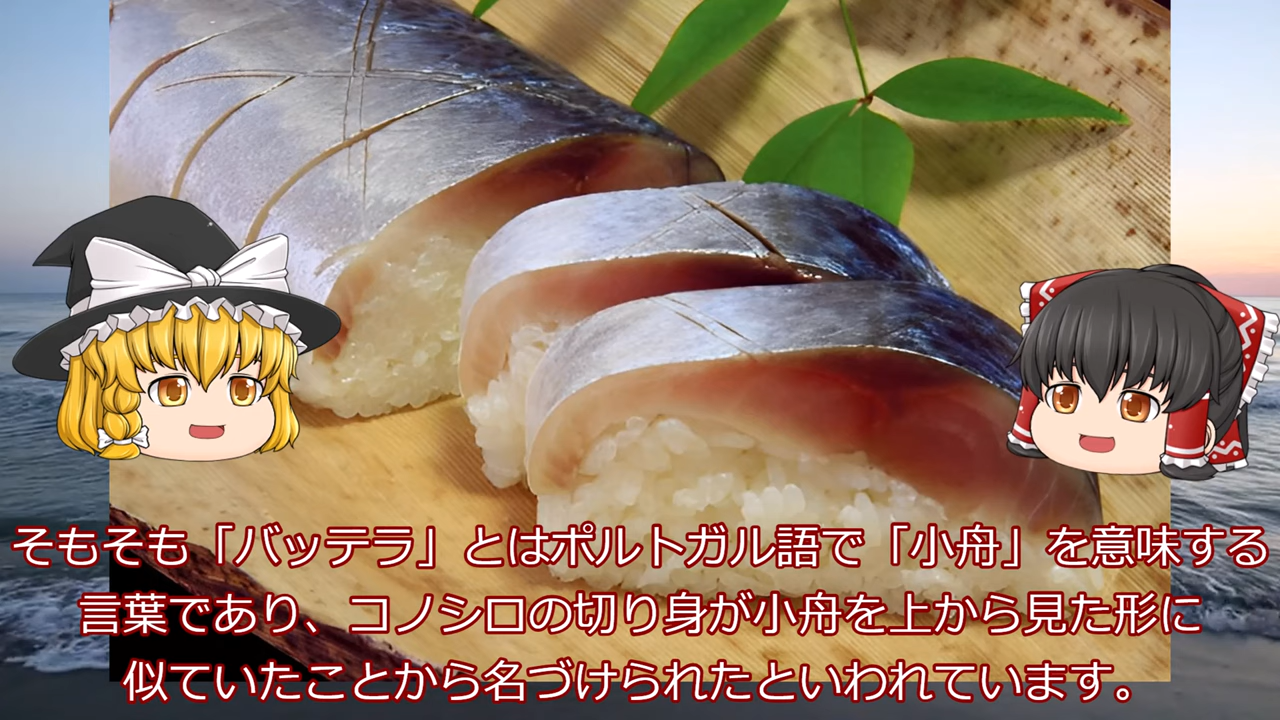 そもそも「バッテラ」とはポルトガル語で「小舟」を意味する
言葉であり、コノシロの切り身が小舟を上から見た形に
似ていたことから名づけられたといわれています。